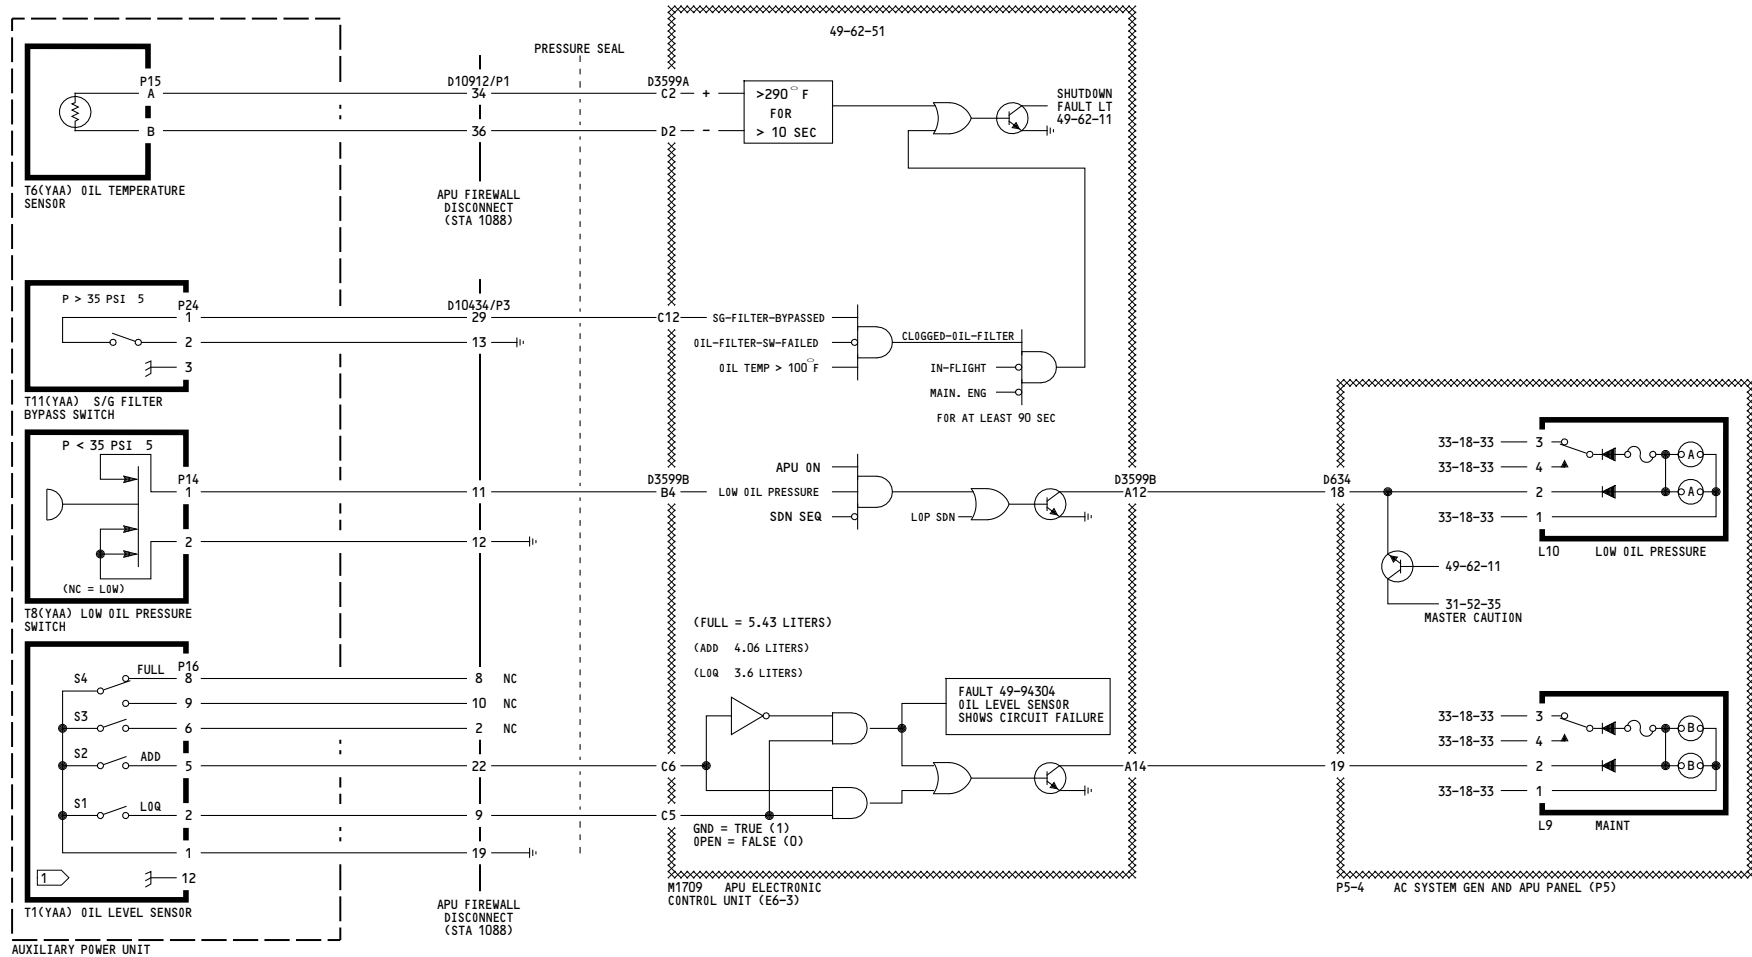 49-62-51
PRESSURE SEAL
P15
A
B
T6(YAA) OIL TEMPERATURE
SENSOR
D10912/P1
34
36
APU FIREWALL
DISCONNECT
(STA 1088)
D3599A
C2
+
D2
-
>290°F
FOR
> 10 SEC
SHUTDOWN
FAULT LT
49-62-11
P > 35 PSI 5
P24
1
2
3
T11(YAA) S/G FILTER
BYPASS SWITCH
D10434/P3
29
13
C12
SG-FILTER-BYPASSED
OIL-FILTER-SW-FAILED
OIL TEMP > 100°F
CLOGGED-OIL-FILTER
IN-FLIGHT
MAIN. ENG
FOR AT LEAST 90 SEC
P < 35 PSI 5
P14
1
2
(NC = LOW)
T8(YAA) LOW OIL PRESSURE
SWITCH
11
12
D3599B
B4
APU ON
LOW OIL PRESSURE
SDN SEQ
LOP SDN
D3599B
A12
D634
18
33-18-33
3
33-18-33
4
2
33-18-33
1
A
A
L10 LOW OIL PRESSURE
49-62-11
31-52-35
MASTER CAUTION
P16
S4
FULL
8
9
S3
6
S2
ADD
5
S1
LOQ
2
1
1
12
T1(YAA) OIL LEVEL SENSOR
AUXILIARY POWER UNIT
8 NC
10 NC
2 NC
22
9
19
APU FIREWALL
DISCONNECT
(STA 1088)
(FULL = 5.43 LITERS)
(ADD 4.06 LITERS)
(LOQ 3.6 LITERS)
FAULT 49-94304
OIL LEVEL SENSOR
SHOWS CIRCUIT FAILURE
C6
C5
GND = TRUE (1)
OPEN = FALSE (0)
A14
M1709 APU ELECTRONIC
CONTROL UNIT (E6-3)
19
33-18-33
3
33-18-33
4
2
33-18-33
1
B
B
L9 MAINT
P5-4 AC SYSTEM GEN AND APU PANEL (P5)